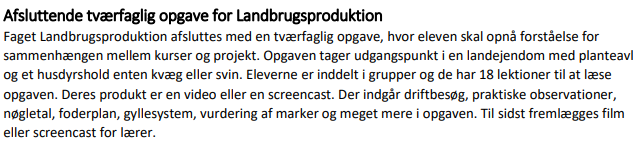 Afsluttende tværfaglig opgave for Landbrugsproduktion
Faget Landbrugsproduktion afsluttes med en tværfaglig opgave, hvor eleven skal opnå forståelse for
sammenhængen mellem kurser og projekt. Opgaven tager udgangspunkt i en landejendom med planteavl
og et husdyrshold enten kvæg eller svin. Eleverne er inddelt i grupper og de har 18 lektioner til at læse
opgaven. Deres produkt er en video eller en screencast. Der indgår driftbesøg, praktiske observationer,
nøgletal, foderplan, gyllesystem, vurdering af marker og meget mere i opgaven. Til sidst fremlægges film
eller screencast for lærer.